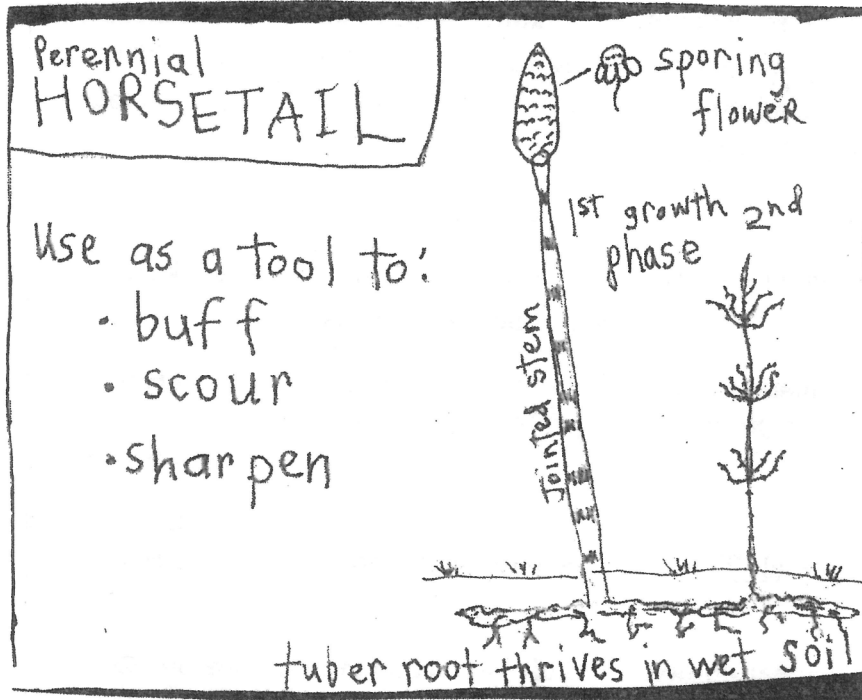 Perennial
HORSETAIL
sporing
flower
1st growth 2nd
phase
Use as a tool to:
• buff
• scour
• sharpen
Jointed stem
tuber root thrives in wet soil